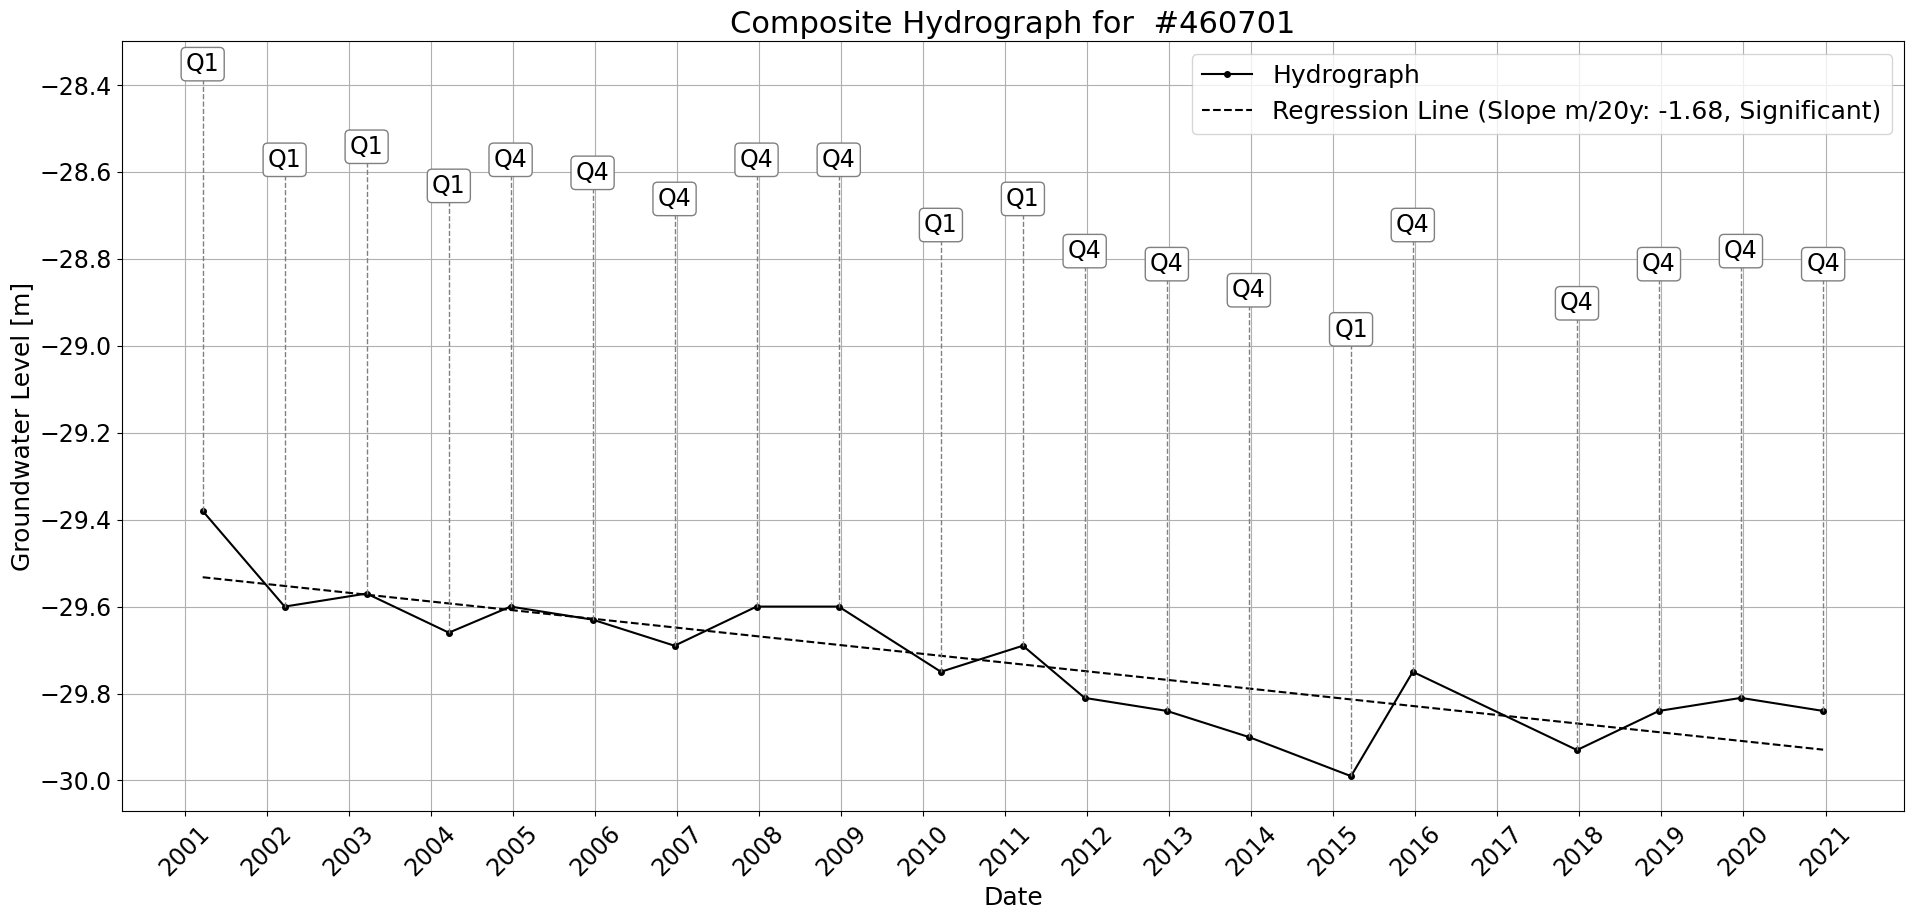 Composite Hydrograph for  #460701
Hydrograph
Regression Line (Slope m/20y: -1.68, Significant)
Q1
Q1
Q1
Q1
Q4
Q4
Q4
Q4
Q4
Q1
Q1
Q4
Q4
Q4
Q1
Q4
Q4
Q4
Q4
Q4
Groundwater Level [m]
−28.4
−28.6
−28.8
−29.0
−29.2
−29.4
−29.6
−29.8
−30.0
2001
2002
2003
2004
2005
2006
2007
2008
2009
2010
2011
2012
2013
2014
2015
2016
2017
2018
2019
2020
2021
Date